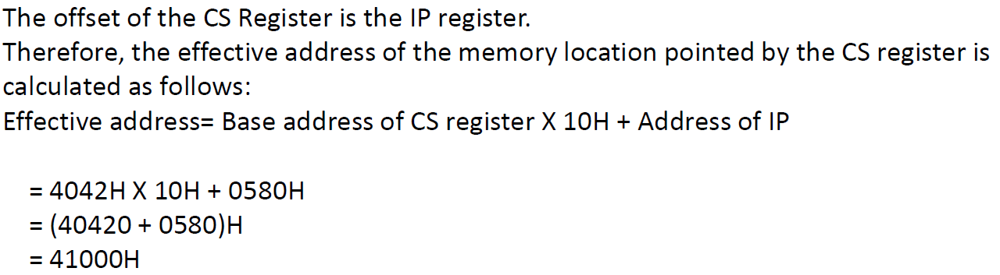 The offset of the CS Register is the IP register.
Therefore, the effective address of the memory location pointed by the CS register is
calculated as follows:
Effective address= Base address of CS register X 10H + Address of IP
= 4042H X 10H + 0580H
= (40420 + 0580)H
= 41000H